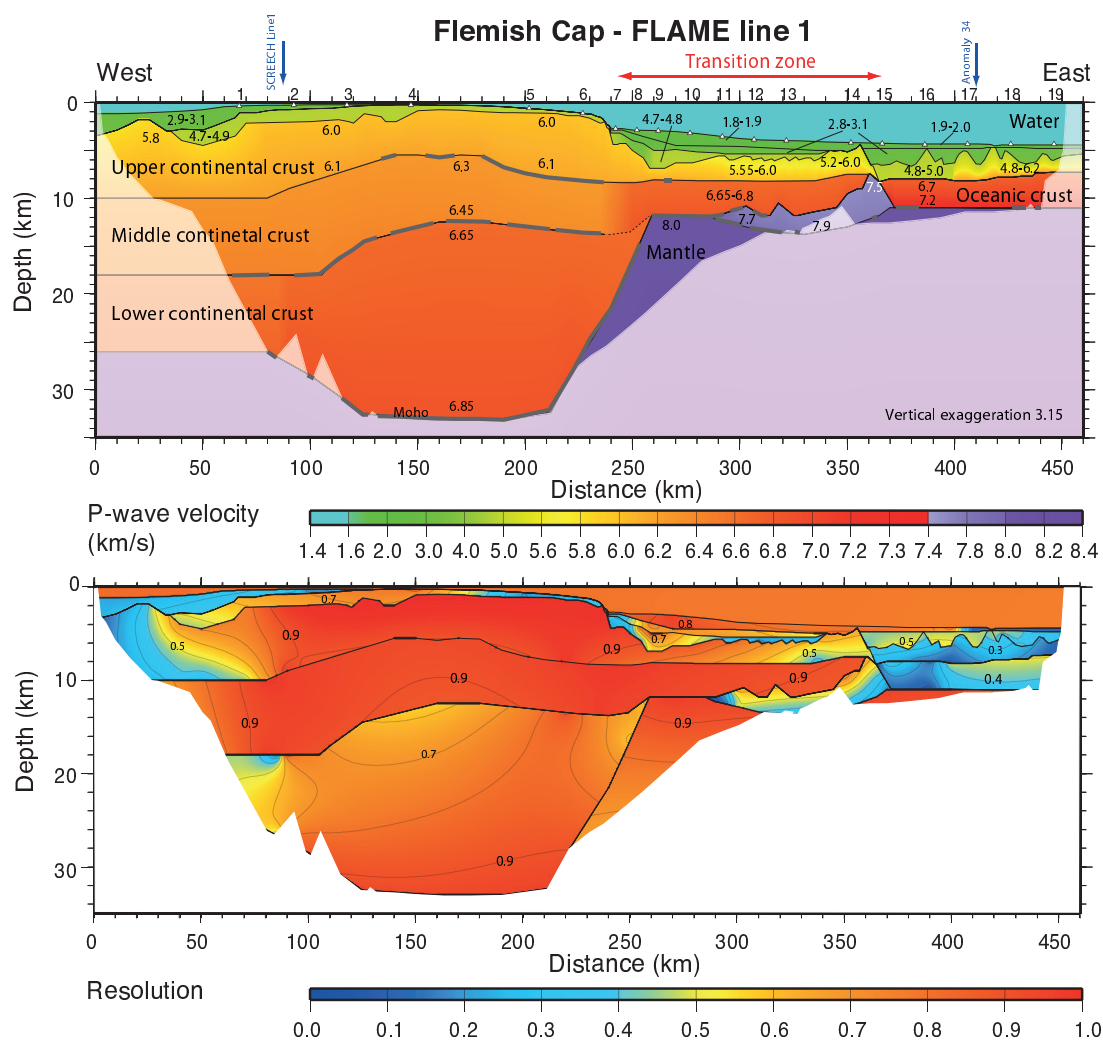 Flemish Cap - FLAME line 1
SCREECH Line1
Anomaly 34
Transition zone
West
East
1 2 3 4 5 6 7 8 9 10 11 12 13 14 15 16 17 18 19
0
10
20
30
Depth (km)
2.9-3.1
5.8
4.7-4.9
6.0
6.0
4.7-4.8
1.8-1.9
2.8-3.1
1.9-2.0
Water
Upper continental crust
6.1
6,3
6.1
5.55-6.0
5.2-6.0
4.8-5.0
4.8-6.2
7.5
6.7
7.2
Oceanic crust
6,65-6.8
6.45
6.65
Middle continetal crust
8.0
7.7
7.9
Mantle
Lower continental crust
Moho
6.85
Vertical exaggeration 3.15
0 50 100 150 200 250 300 350 400 450
Distance (km)
P-wave velocity
(km/s)
1.4 1.6 2.0 3.0 4.0 5.0 5.6 5.8 6.0 6.2 6.4 6.6 6.8 7.0 7.2 7.3 7.4 7.8 8.0 8.2 8.4
0
10
20
30
Depth (km)
0.7
0.9
0.5
0.8
0.7
0.9
0.5
0.5
0.3
0.9
0.9
0.4
0.9
0.9
0.7
0.9
0 50 100 150 200 250 300 350 400 450
Distance (km)
Resolution
0.0 0.1 0.2 0.3 0.4 0.5 0.6 0.7 0.8 0.9 1.0